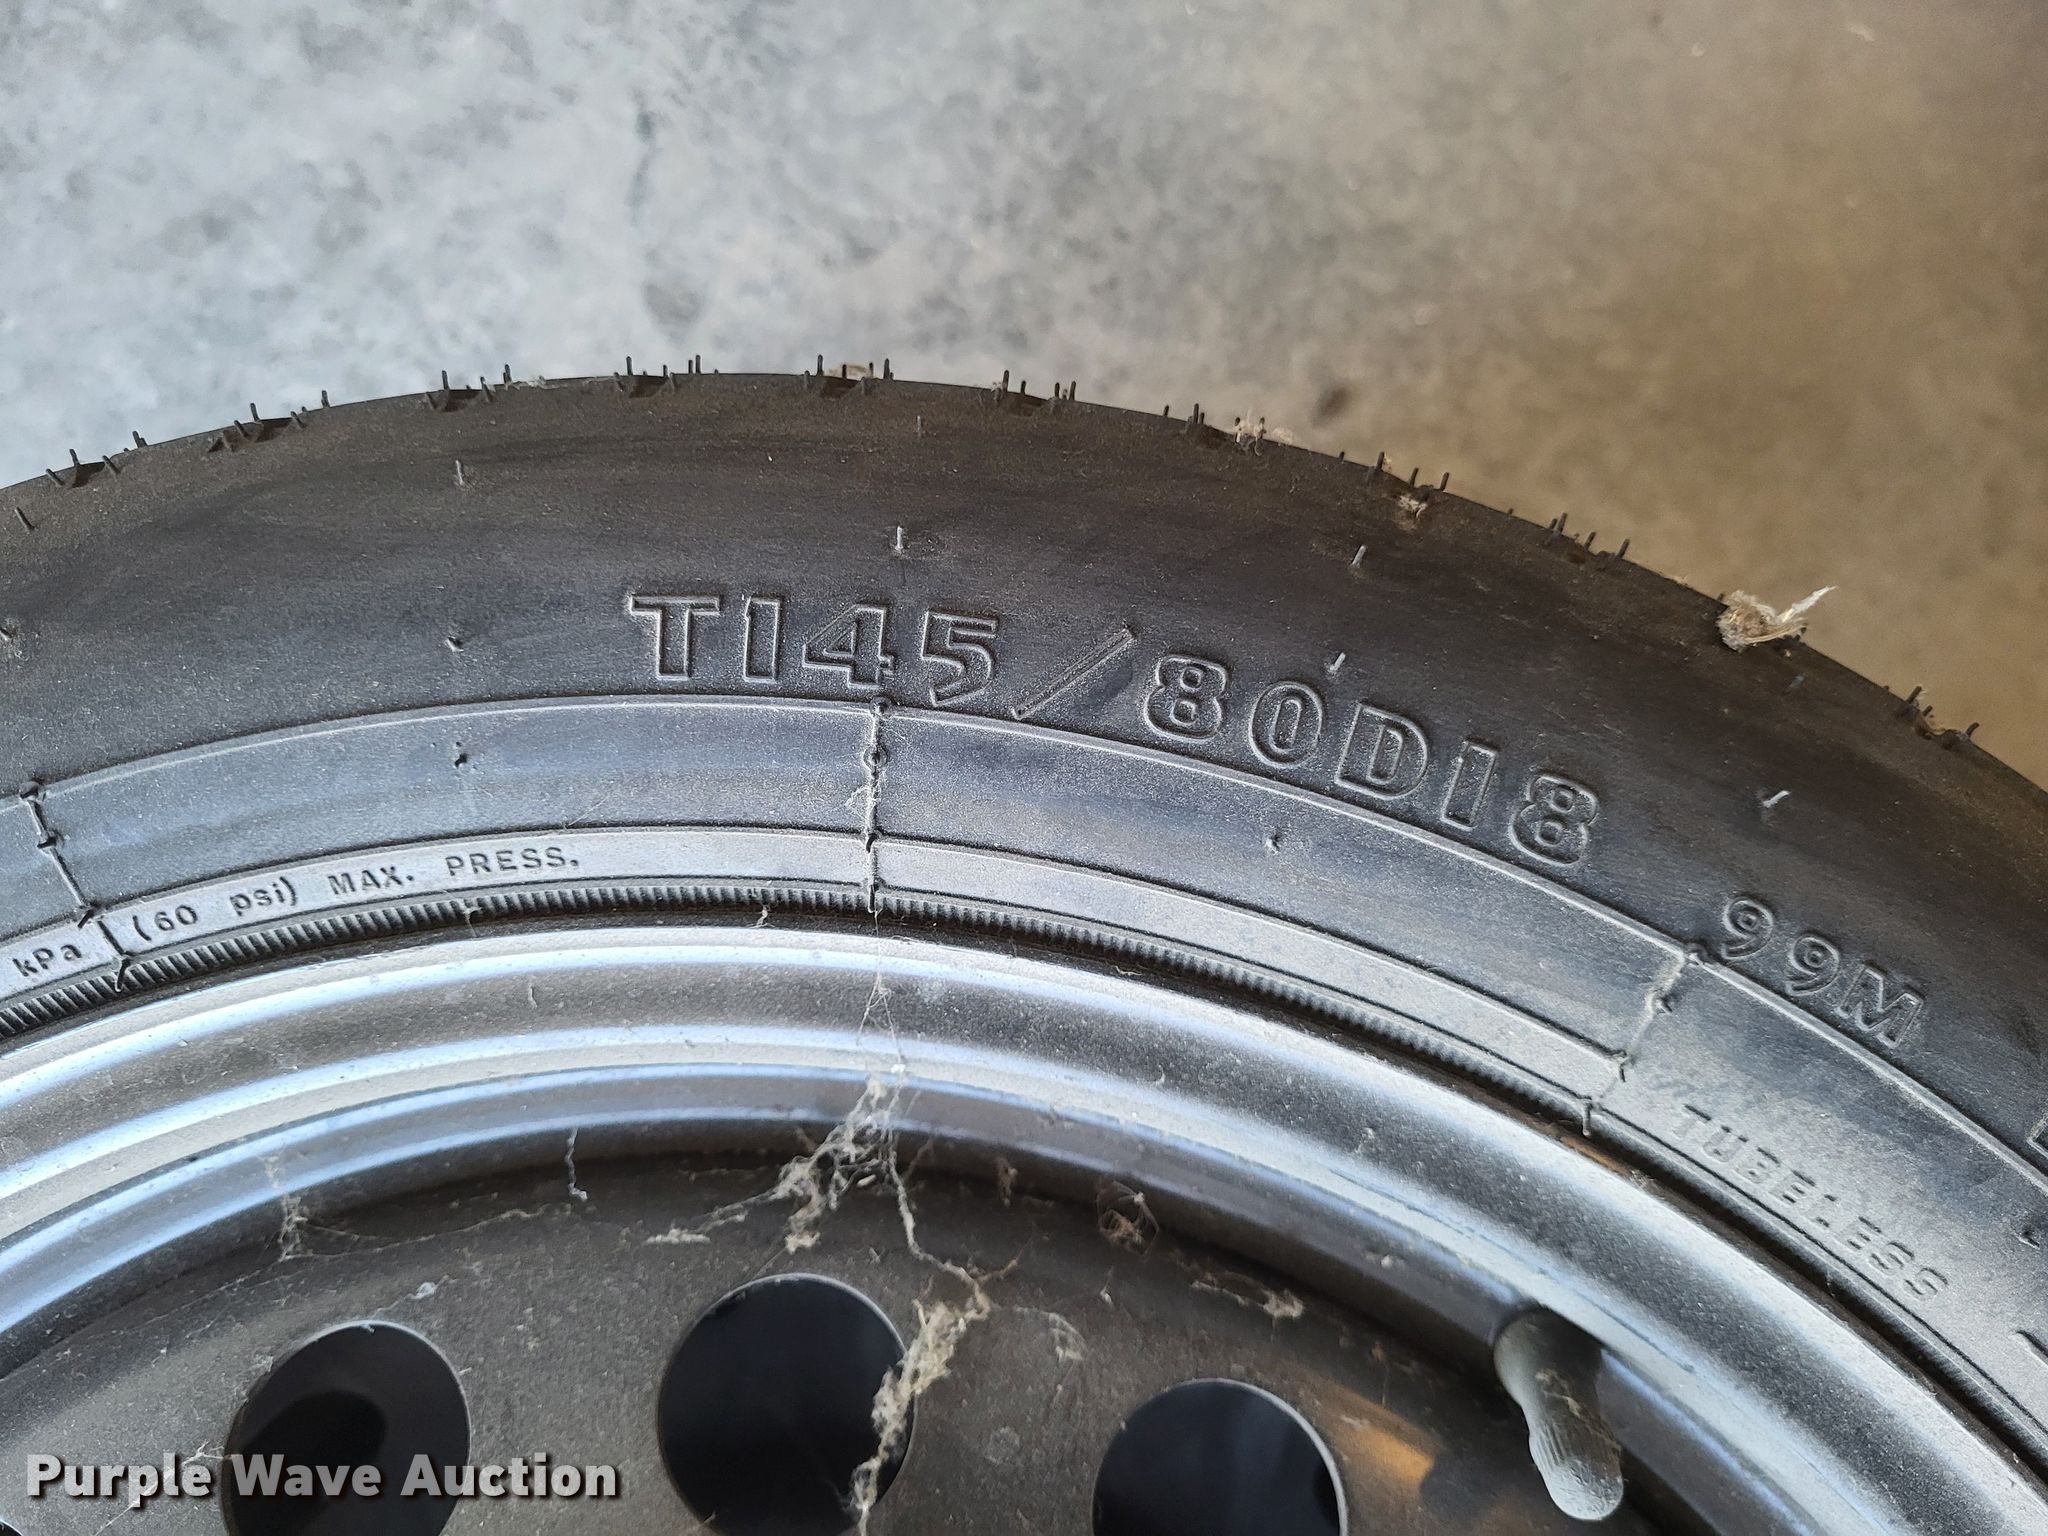 T145/80D18
99M
kPa (60 psi) MAX. PRESS.
TUBELESS
Purple Wave Auction